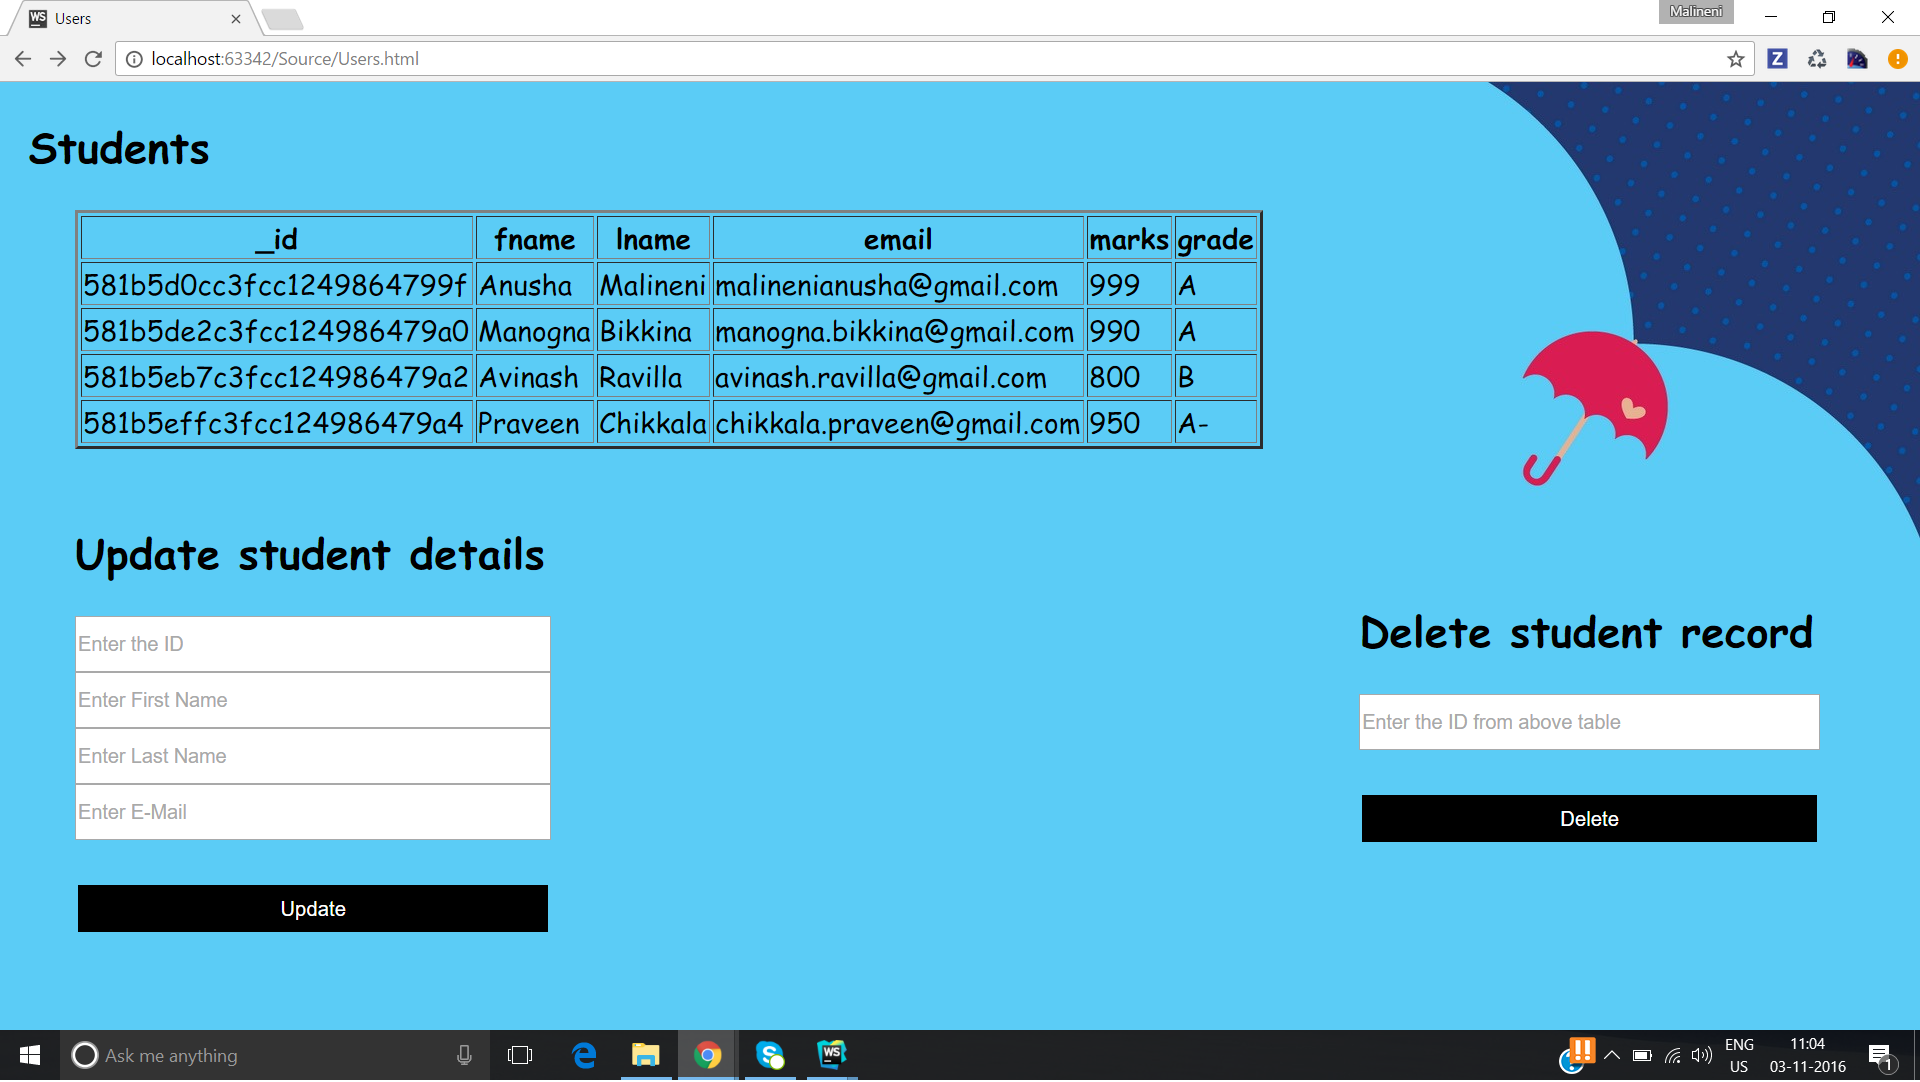 WS Users
Malineni
localhost:63342/Source/Users.html
Z
Students
_id fname lname email marks grade
581b5d0cc3fcc1249864799f Anusha Malineni malinenianusha@gmail.com 999 A
581b5de2c3fcc124986479a0 Manogna Bikkina manogna.bikkina@gmail.com 990 A
581b5eb7c3fcc124986479a2 Avinash Ravilla avinash.ravilla@gmail.com 800 B
581b5effc3fcc124986479a4 Praveen Chikkala chikkala.praveen@gmail.com 950 A-
Update student details
Enter the ID
Enter First Name
Enter Last Name
Enter E-Mail
Update
Delete student record
Enter the ID from above table
Delete
Ask me anything
WS
ENG
US
11:04
03-11-2016
1